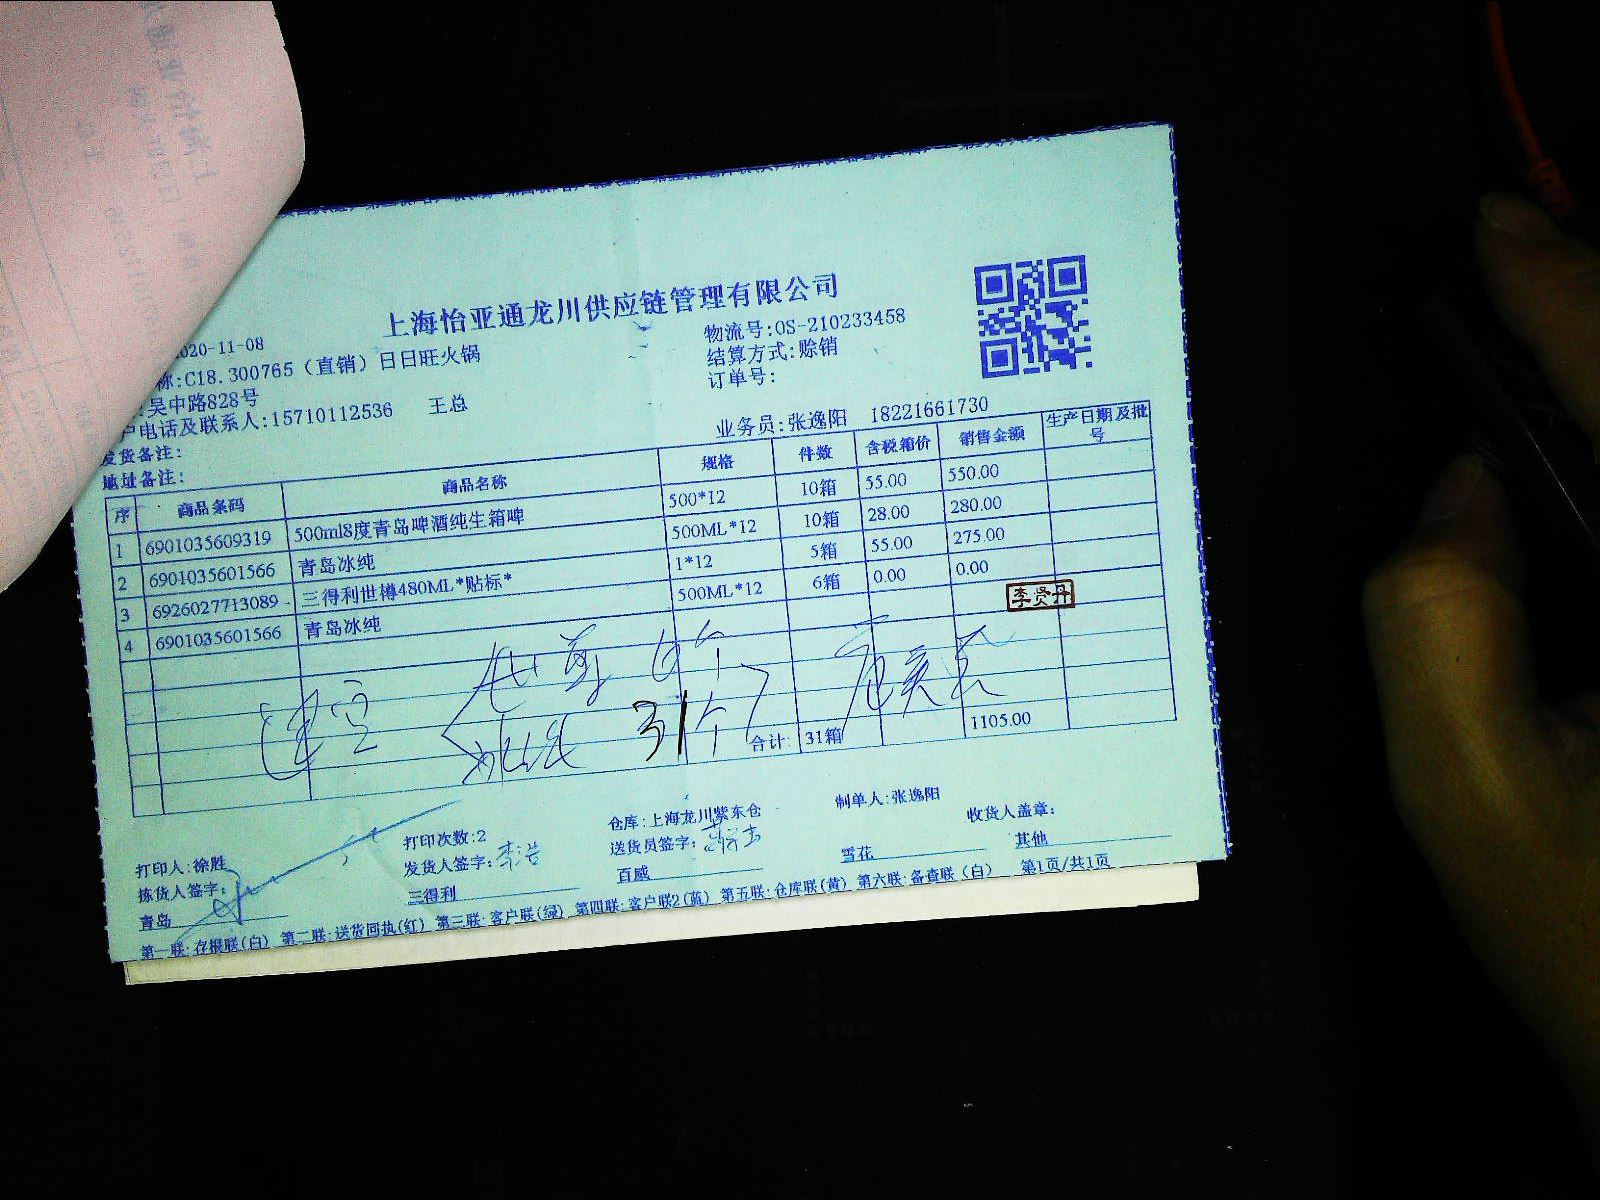 上海怡亚通龙川供应链管理有限公司
2020-11-08
物流号:OS-210233458
称:C18.300765（直销）日日旺火锅
结算方式:赊销
:吴中路828号
订单号:
户电话及联系人:15710112536 王总
业务员:张逸阳 18221661730
发货备注:
地址备注:
序 商品条码 商品名称 规格 件数 含税箱价 销售金额 生产日期及批号
1 6901035609319 500ml8度青岛啤酒纯生箱啤 500*12 10箱 55.00 550.00
2 6901035601566 青岛冰纯 500ML*12 10箱 28.00 280.00
3 6926027713089 三得利世樽480ML*贴标* 1*12 5箱 55.00 275.00
4 6901035601566 青岛冰纯 500ML*12 6箱 0.00 0.00
李贤丹
31个
合计: 31箱 1105.00
打印人:徐胜 打印次数:2 仓库:上海龙川紫东仓 制单人:张逸阳
拣货人签字: 发货人签字:李浩 送货员签字: 收货人盖章:
青岛 三得利 百威 雪花 其他
第一联:存根联(白) 第二联:送货回执(红) 第三联:客户联(绿) 第四联:客户联2(蓝) 第五联:仓库联(黄) 第六联:备查联(白) 第1页/共1页